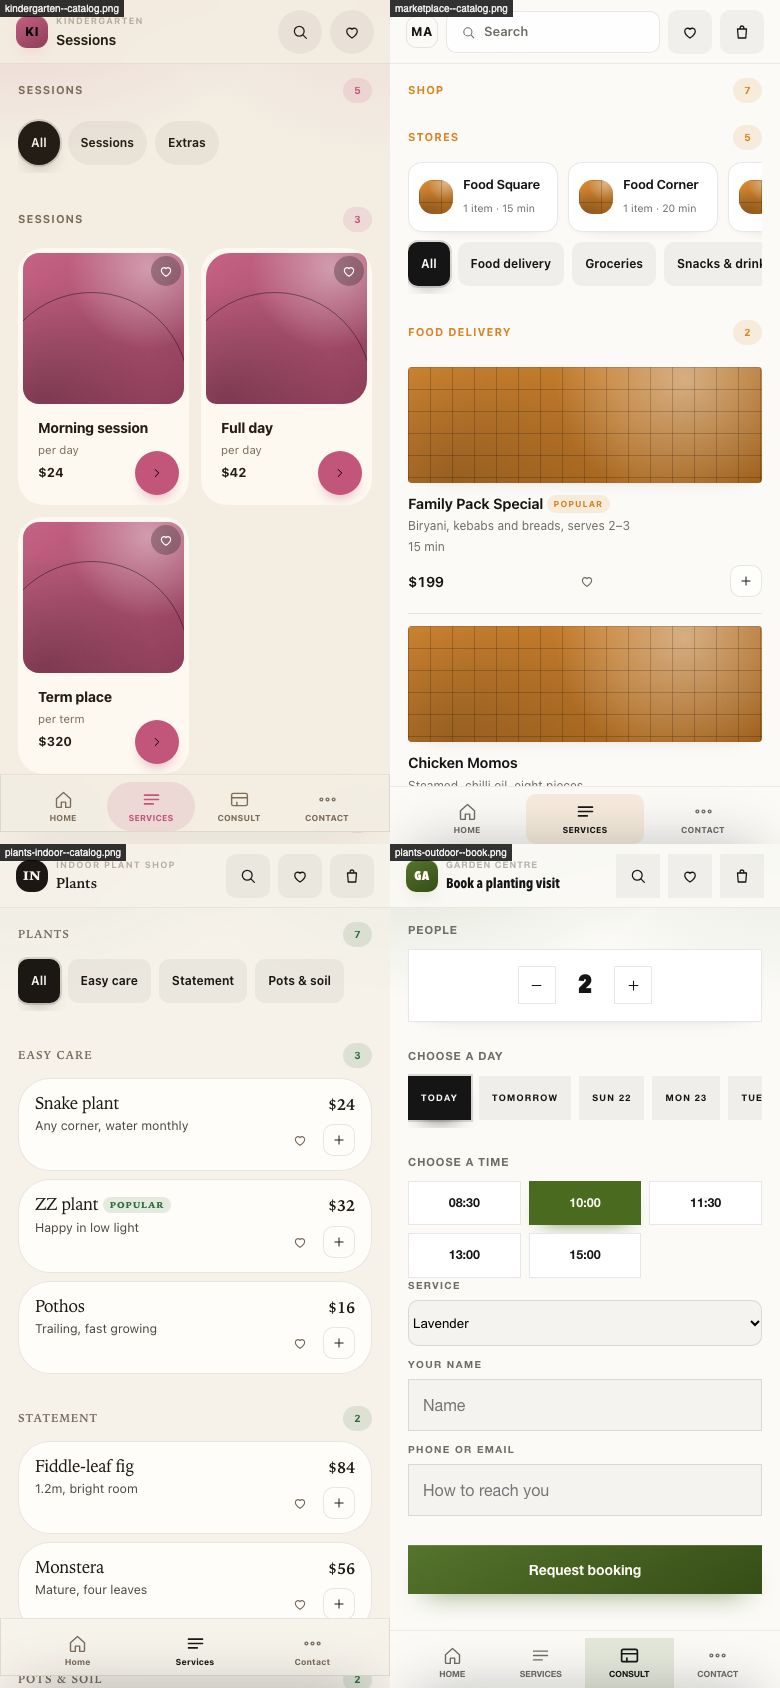 kindergarten--catalog.png
KI
KINDERGARTEN
Sessions
SESSIONS
5
All
Sessions
Extras
SESSIONS
3
Morning session
per day
$24
Full day
per day
$42
Term place
per term
$320
HOME
SERVICES
CONSULT
CONTACT
marketplace--catalog.png
MA
Search
SHOP
7
STORES
5
Food Square
1 item · 15 min
Food Corner
1 item · 20 min
All
Food delivery
Groceries
Snacks & drink
FOOD DELIVERY
2
Family Pack Special POPULAR
Biryani, kebabs and breads, serves 2–3
15 min
$199
Chicken Momos
Steamed, chilli oil, eight pieces
HOME
SERVICES
CONTACT
plants-indoor--catalog.png
IN
INDOOR PLANT SHOP
Plants
PLANTS
7
All
Easy care
Statement
Pots & soil
EASY CARE
3
Snake plant
$24
Any corner, water monthly
ZZ plant POPULAR
$32
Happy in low light
Pothos
$16
Trailing, fast growing
STATEMENT
2
Fiddle-leaf fig
$84
1.2m, bright room
Monstera
$56
Mature, four leaves
Home
Services
Contact
POTS & SOIL
2
plants-outdoor--book.png
GA
GARDEN CENTRE
Book a planting visit
PEOPLE
2
CHOOSE A DAY
TODAY
TOMORROW
SUN 22
MON 23
TUE
CHOOSE A TIME
08:30
10:00
11:30
13:00
15:00
SERVICE
Lavender
YOUR NAME
Name
PHONE OR EMAIL
How to reach you
Request booking
HOME
SERVICES
CONSULT
CONTACT